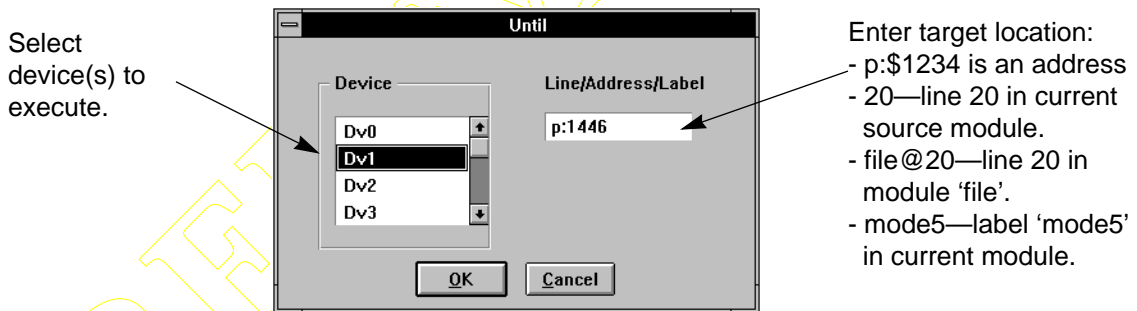 Until
Select
device(s) to
execute.
Device
Dv0
Dv1
Dv2
Dv3
Line/Address/Label
p:1446
OK
Cancel
Enter target location:
- p:$1234 is an address
- 20—line 20 in current
source module.
- file@20—line 20 in
module ‘file’.
- mode5—label ‘mode5’
in current module.